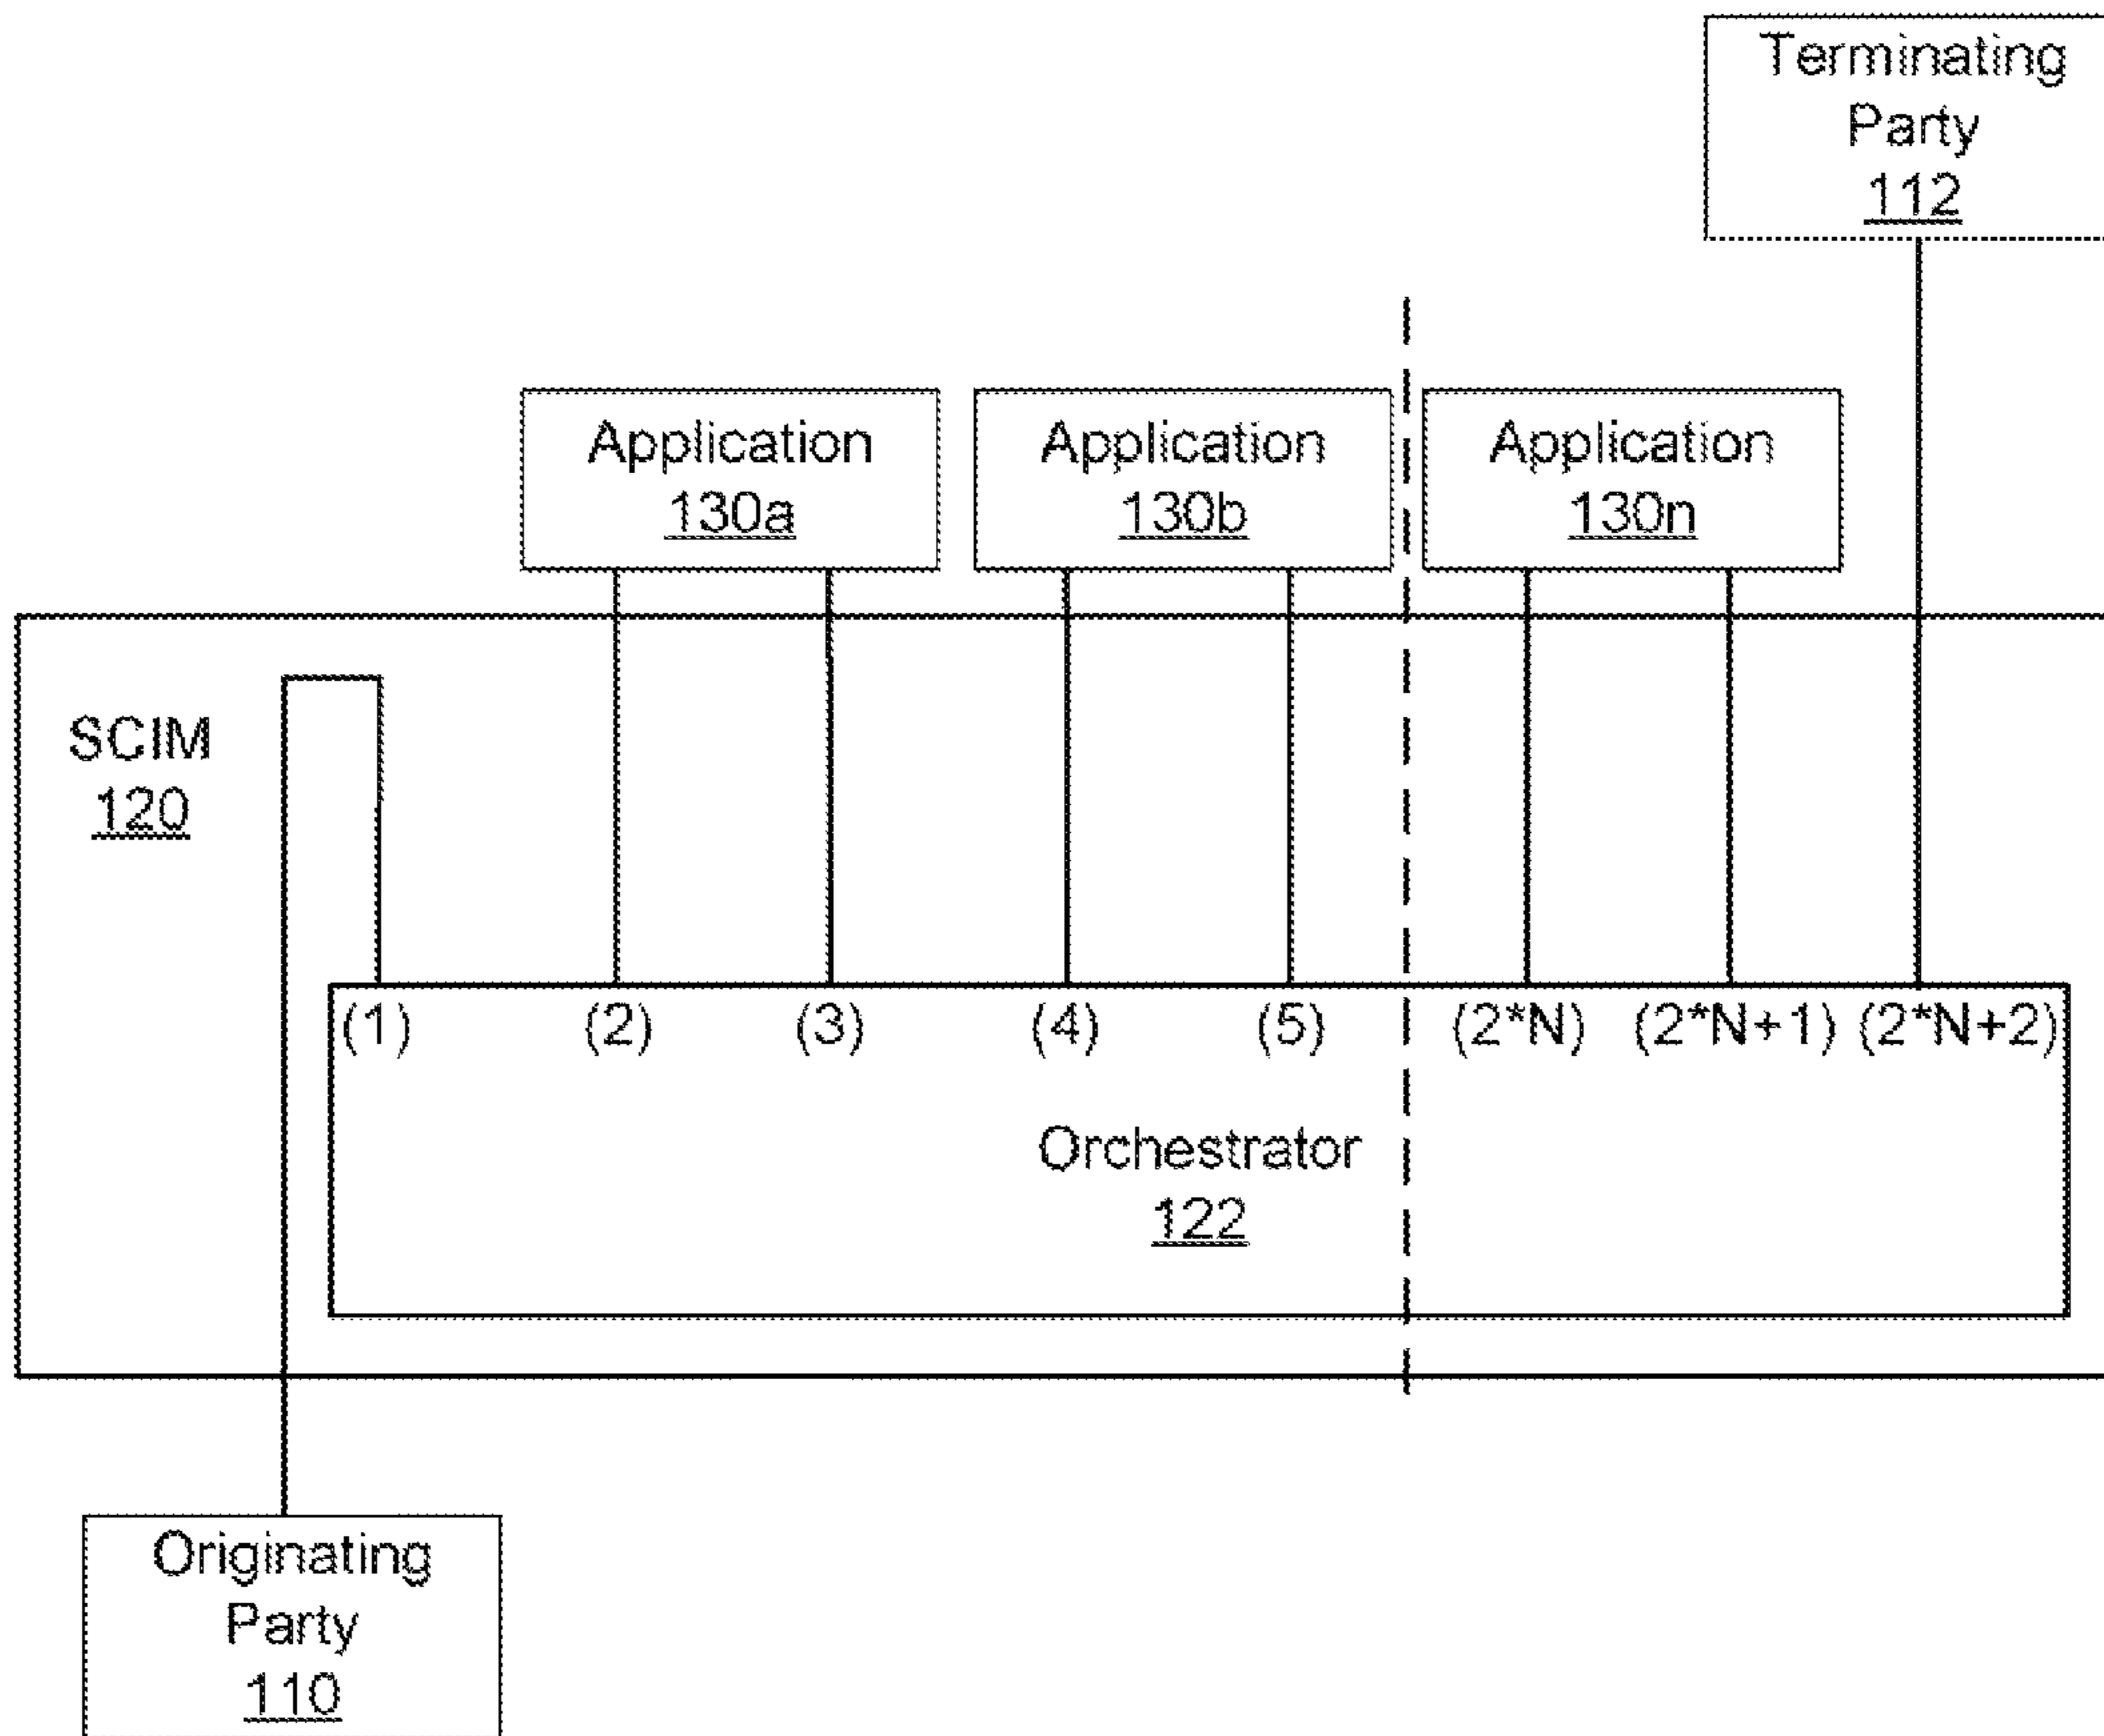 Terminating
Party
112
Application
130a
Application
130b
Application
130n
SCIM
120
(1) (2) (3) (4) (5) (2*N) (2*N+1) (2*N+2)
Orchestrator
122
Originating
Party
110